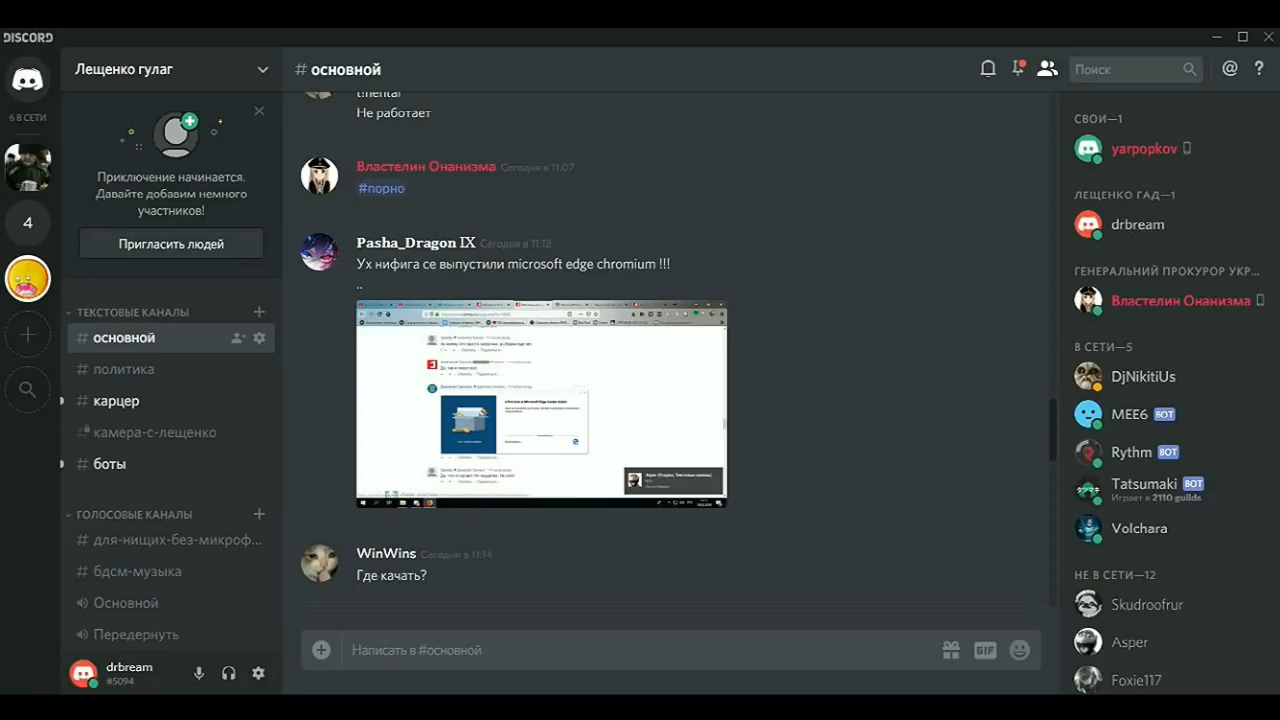 DISCORD
Лещенко гулаг
# основной
Поиск
@
?
6 В СЕТИ
4
Приключение начинается.
Давайте добавим немного
участников!
Пригласить людей
ТЕКСТОВЫЕ КАНАЛЫ
# основной
# политика
# карцер
камера-с-лещенко
# боты
ГОЛОСОВЫЕ КАНАЛЫ
# для-нищих-без-микроф...
# бдсм-музыка
Основной
Передернуть
drbream
#5094
t!mental
Не работает
Властелин Онанизма Сегодня в 11:07
#порно
Pasha_Dragon IX Сегодня в 11:12
Ух нифига се выпустили microsoft edge chromium !!!
..
WinWins Сегодня в 11:14
Где качать?
Написать в #основной
GIF
СВОИ—1
yarpopkov
ЛЕЩЕНКО ГАД—1
drbream
ГЕНЕРАЛЬНИЙ ПРОКУРОР УКР...
Властелин Онанизма
В СЕТИ—5
DjNikitiUs
MEE6 BOT
Rythm BOT
Tatsumaki BOT
Играет в 2110 guilds
Volchara
НЕ В СЕТИ—12
Skudroofrur
Asper
Foxie117